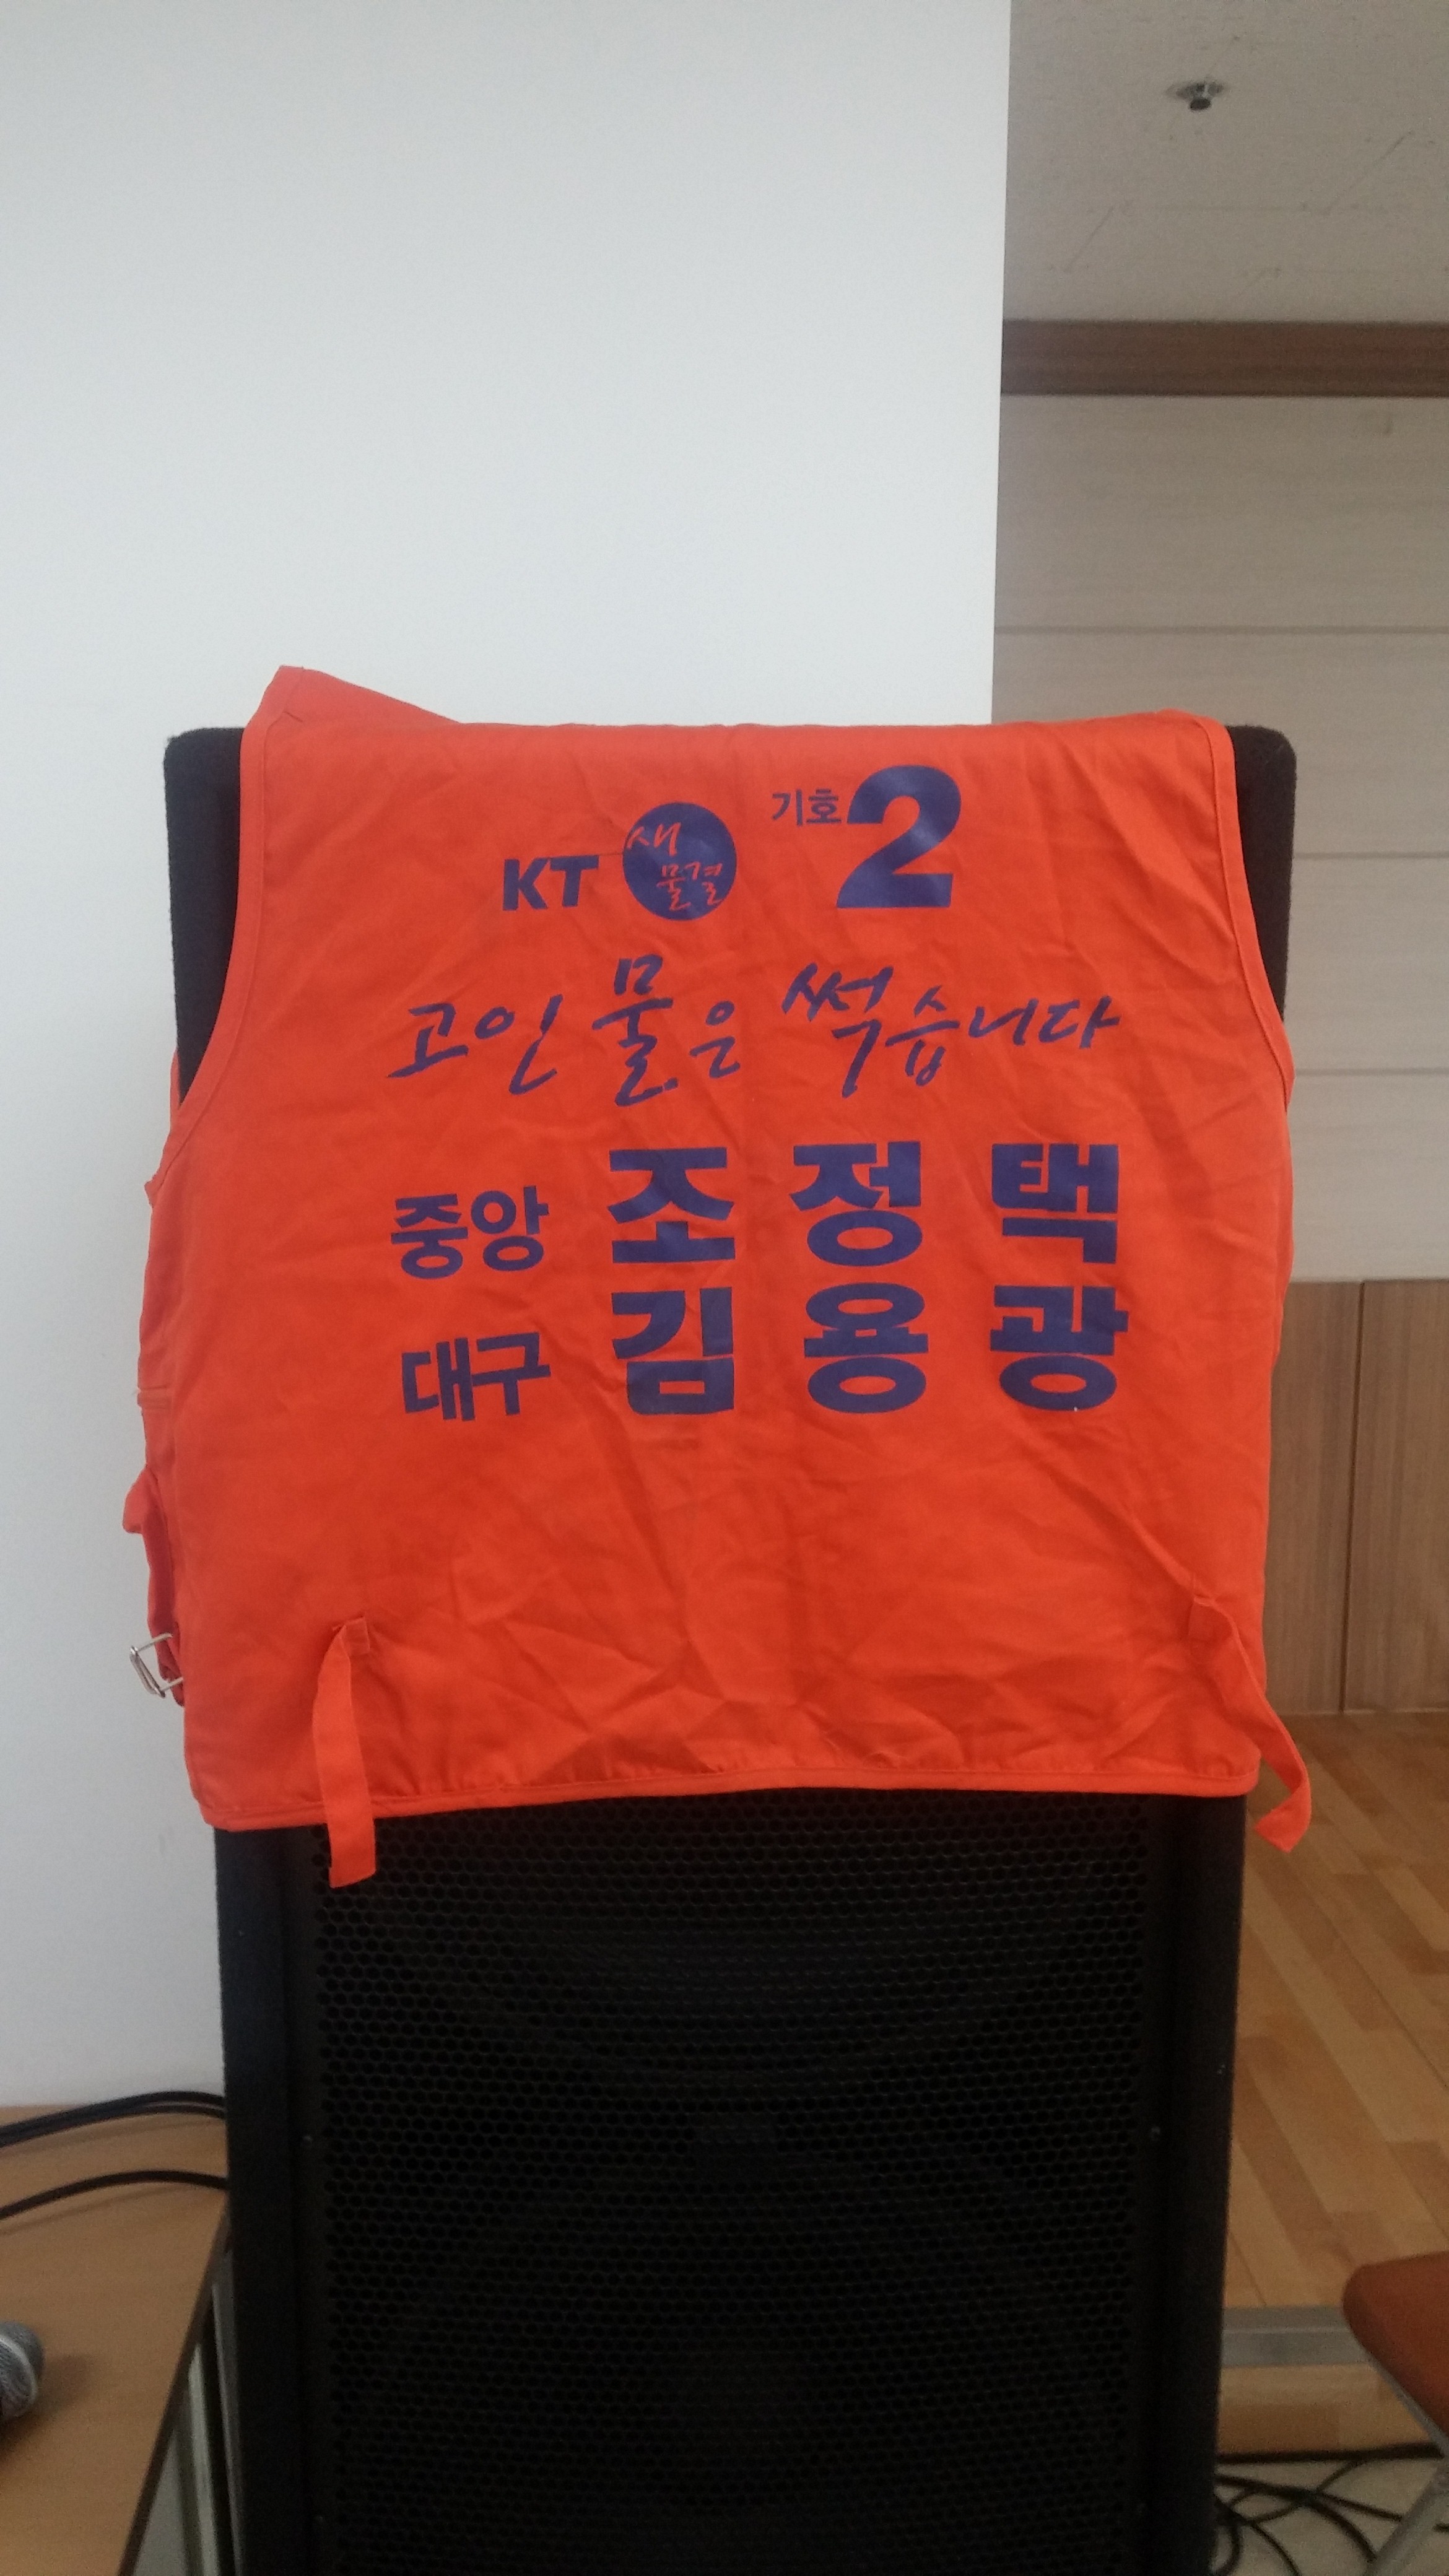 KT 새물결 기호 2
고인 물은 썩습니다
중앙 조정택
대구 김용광